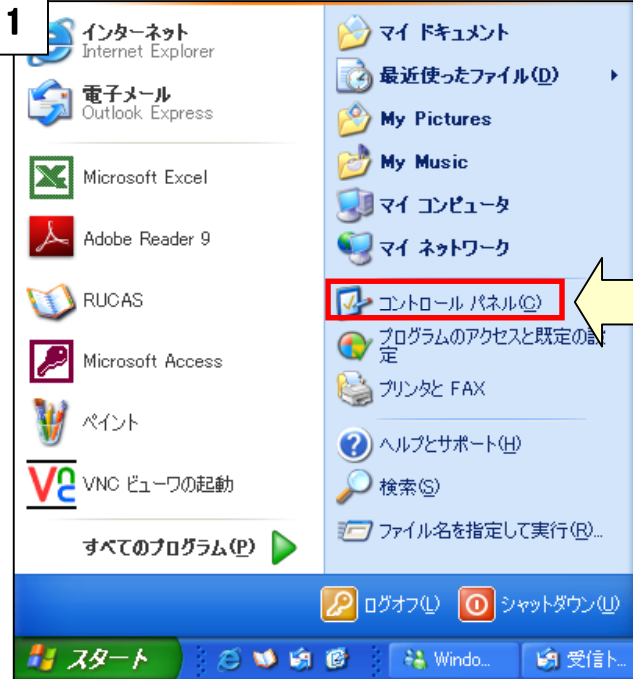 1
インターネット
Internet Explorer
電子メール
Outlook Express
Microsoft Excel
Adobe Reader 9
RUCAS
Microsoft Access
ペイント
VNC ビューワの起動
すべてのプログラム(P)
マイ ドキュメント
最近使ったファイル(D)
My Pictures
My Music
マイ コンピュータ
マイ ネットワーク
コントロール パネル(C)
プログラムのアクセスと既定の設
定
プリンタと FAX
ヘルプとサポート(H)
検索(S)
ファイル名を指定して実行(R)...
ログオフ(L)
シャットダウン(U)
スタート
Windo...
受信ト...